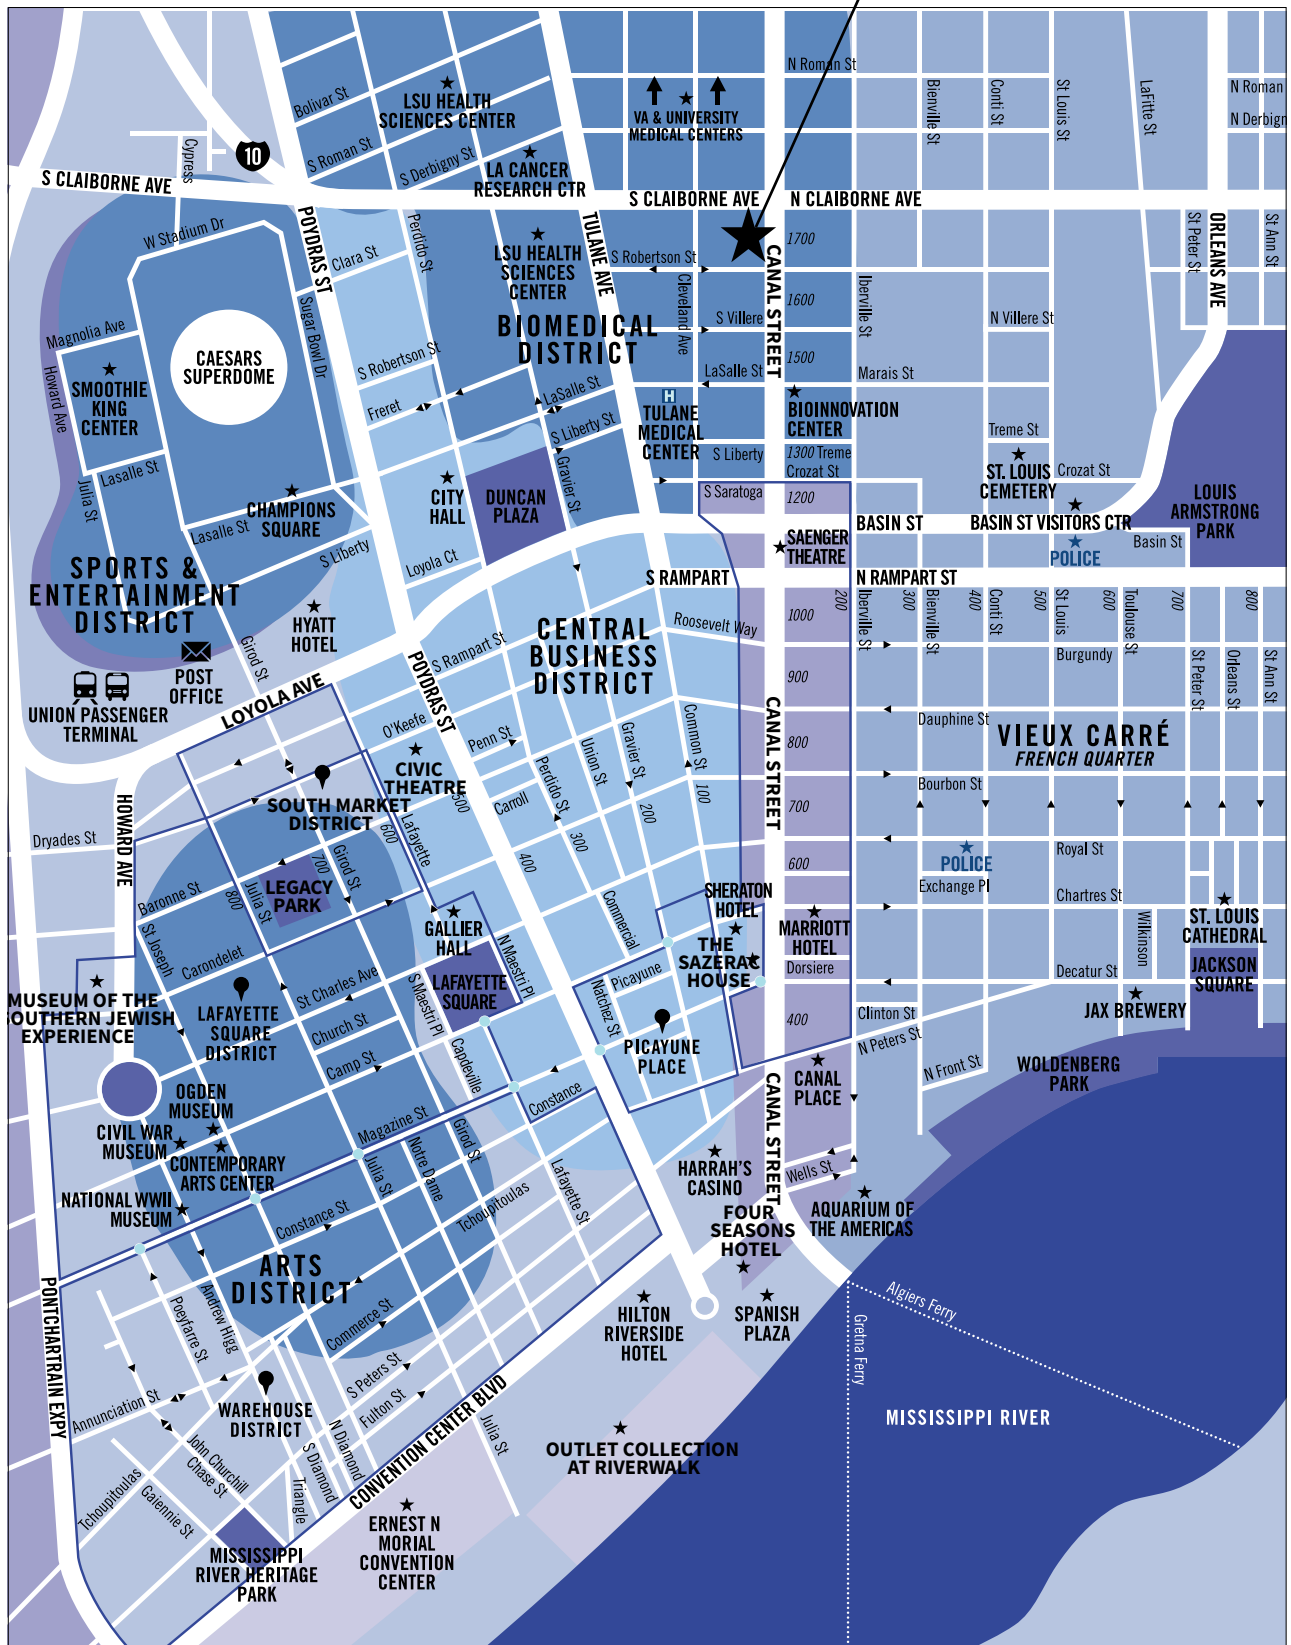 N Roman St
Bolivar St
LSU HEALTH
SCIENCES CENTER
VA & UNIVERSITY
MEDICAL CENTERS
Bienville St
Conti St
St Louis St
LaFitte St
N Roman
N Derbign
Cypress
10
S Roman St
S Derbigny St
LA CANCER
RESEARCH CTR
S CLAIBORNE AVE
S CLAIBORNE AVE
N CLAIBORNE AVE
POYDRAS ST
Perdido St
TULANE AVE
W Stadium Dr
Clara St
LSU HEALTH
SCIENCES
CENTER
S Robertson St
CANAL STREET
1700
St Peter St
ORLEANS AVE
St Ann St
Magnolia Ave
Sugar Bowl Dr
Cleveland Ave
1600
Iberville St
CAESARS
SUPERDOME
BIOMEDICAL
DISTRICT
S Villere
N Villere St
Howard Ave
SMOOTHIE
KING
CENTER
S Robertson St
LaSalle St
1500
Marais St
Freret
LaSalle St
S Liberty St
H
TULANE
MEDICAL
CENTER
BIOINNOVATION
CENTER
Treme St
S Liberty
1300 Treme
Crozat St
Julia St
Lasalle St
Gravier St
ST. LOUIS
CEMETERY
Crozat St
CHAMPIONS
SQUARE
CITY
HALL
DUNCAN
PLAZA
S Saratoga
1200
LOUIS
ARMSTRONG
PARK
Lasalle St
S Liberty
BASIN ST
BASIN ST VISITORS CTR
SAENGER
THEATRE
POLICE
Basin St
SPORTS &
ENTERTAINMENT
DISTRICT
Loyola Ct
S RAMPART
N RAMPART ST
200
Iberville St
300
Bienville St
400
Conti St
500
St Louis
600
Toulouse St
700
800
HYATT
HOTEL
CENTRAL
BUSINESS
DISTRICT
Roosevelt Way
1000
POST
OFFICE
Girod St
S Rampart St
POYDRAS ST
Burgundy
St Peter St
Orleans St
St Ann St
UNION PASSENGER
TERMINAL
LOYOLA AVE
O'Keefe
900
CANAL STREET
Dauphine St
VIEUX CARRÉ
FRENCH QUARTER
Penn St
Union St
Gravier St
Common St
800
CIVIC
THEATRE
Perdido St
Bourbon St
HOWARD AVE
SOUTH MARKET
DISTRICT
500
Carroll
100
700
Dryades St
600
Lafayette
200
300
Royal St
700
Girod St
400
600
POLICE
Exchange Pl
Baronne St
800
Julia St
LEGACY
PARK
Commercial
SHERATON
HOTEL
Chartres St
GALLIER
HALL
MARRIOTT
HOTEL
Wilkinson
ST. LOUIS
CATHEDRAL
St Joseph
Carondelet
N Maestri Pl
THE
SAZERAC
HOUSE
Dorsiere
Decatur St
JACKSON
SQUARE
MUSEUM OF THE
SOUTHERN JEWISH
EXPERIENCE
St Charles Ave
LAFAYETTE
SQUARE
S Maestri Pl
Picayune
Natchez St
LAFAYETTE
SQUARE
DISTRICT
Church St
400
Clinton St
JAX BREWERY
Camp St
Capdeville
PICAYUNE
PLACE
N Peters St
OGDEN
MUSEUM
CANAL
PLACE
N Front St
WOLDENBERG
PARK
Constance
CANAL STREET
CIVIL WAR
MUSEUM
Magazine St
Girod St
CONTEMPORARY
ARTS CENTER
Julia St
Notre Dame
HARRAH'S
CASINO
Wells St
Lafayette St
NATIONAL WWII
MUSEUM
Constance St
Tchoupitoulas
FOUR
SEASONS
HOTEL
AQUARIUM OF
THE AMERICAS
ARTS
DISTRICT
PONTCHARTRAIN EXPY
Poeyfarre St
Andrew Higg
Commerce St
HILTON
RIVERSIDE
HOTEL
SPANISH
PLAZA
Algiers Ferry
Gretna Ferry
S Peters St
Annunciation St
WAREHOUSE
DISTRICT
Fulton St
CONVENTION CENTER BLVD
Julia St
MISSISSIPPI RIVER
OUTLET COLLECTION
AT RIVERWALK
John Churchill
Chase St
N Diamond
S Diamond
Triangle
Tchoupitoulas
Gaiennie St
ERNEST N
MORIAL
CONVENTION
CENTER
MISSISSIPPI
RIVER HERITAGE
PARK